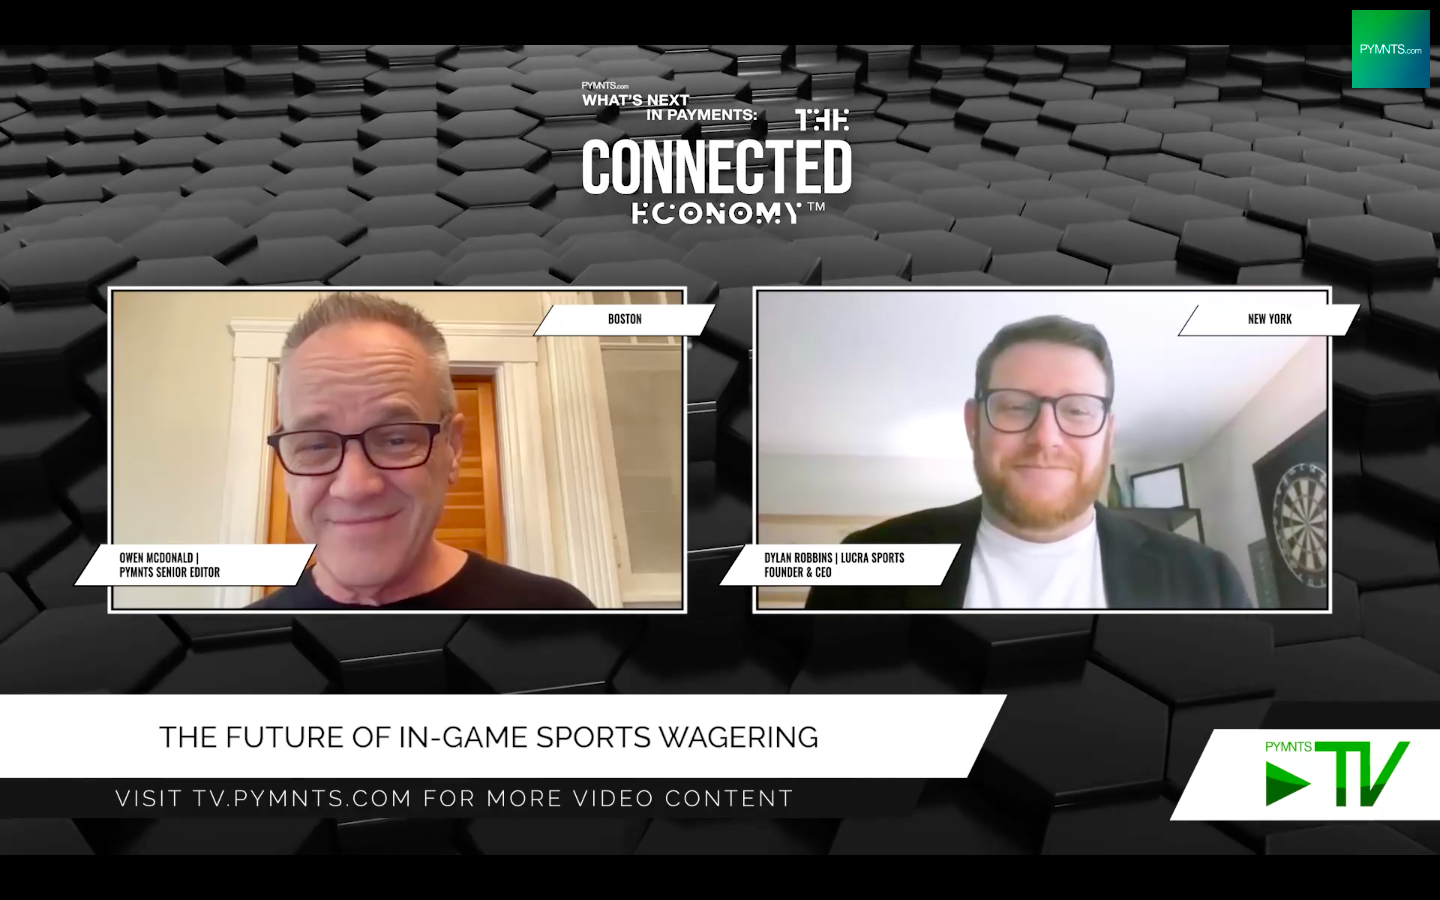 PYMNTS.com
PYMNTS.com
WHAT'S NEXT
IN PAYMENTS:
THE
CONNECTED
ECONOMY™
BOSTON
NEW YORK
OWEN MCDONALD |
PYMNTS SENIOR EDITOR
DYLAN ROBBINS | LUCRA SPORTS
FOUNDER & CEO
THE FUTURE OF IN-GAME SPORTS WAGERING
PYMNTS
TV
VISIT TV.PYMNTS.COM FOR MORE VIDEO CONTENT